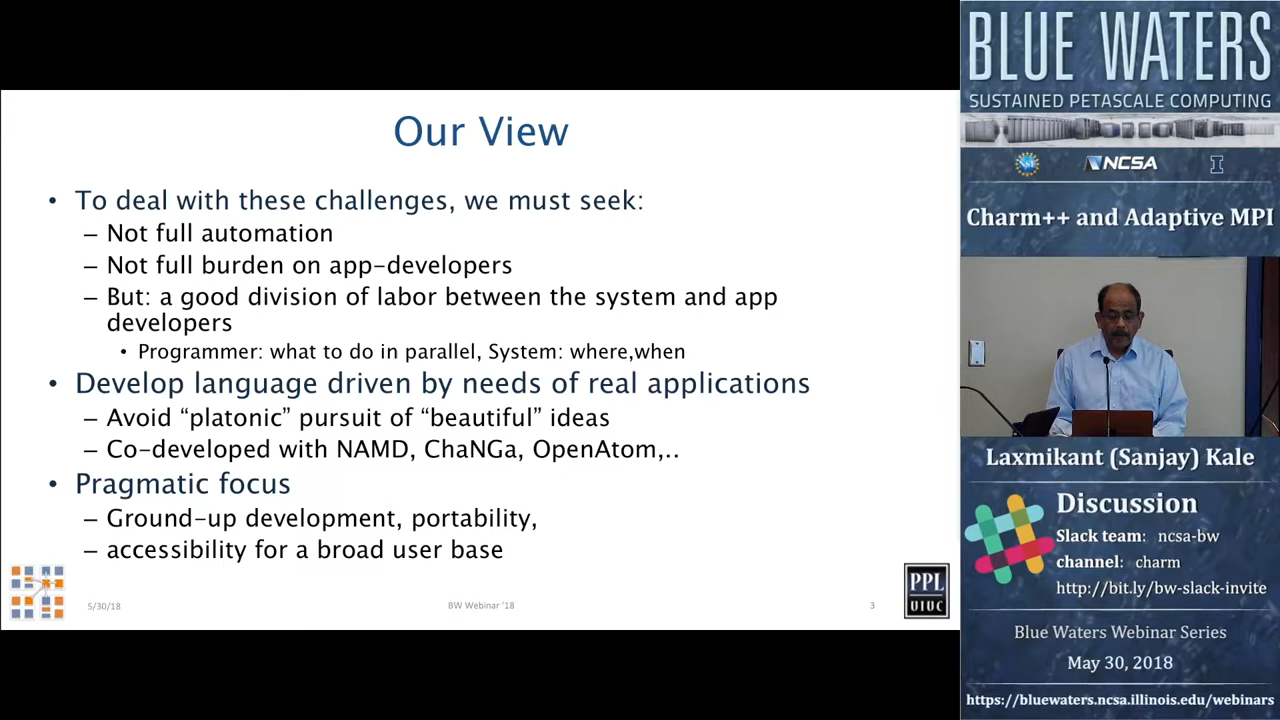 Our View
• To deal with these challenges, we must seek:
– Not full automation
– Not full burden on app-developers
– But: a good division of labor between the system and app
developers
• Programmer: what to do in parallel, System: where,when
• Develop language driven by needs of real applications
– Avoid “platonic” pursuit of “beautiful” ideas
– Co-developed with NAMD, ChaNGa, OpenAtom,..
• Pragmatic focus
– Ground-up development, portability,
– accessibility for a broad user base
5/30/18
BW Webinar ‘18
3
PPL
UIUC
BLUE WATERS
SUSTAINED PETASCALE COMPUTING
NCSA
I
Charm++ and Adaptive MPI
Laxmikant (Sanjay) Kale
Discussion
Slack team: ncsa-bw
channel: charm
http://bit.ly/bw-slack-invite
Blue Waters Webinar Series
May 30, 2018
https://bluewaters.ncsa.illinois.edu/webinars